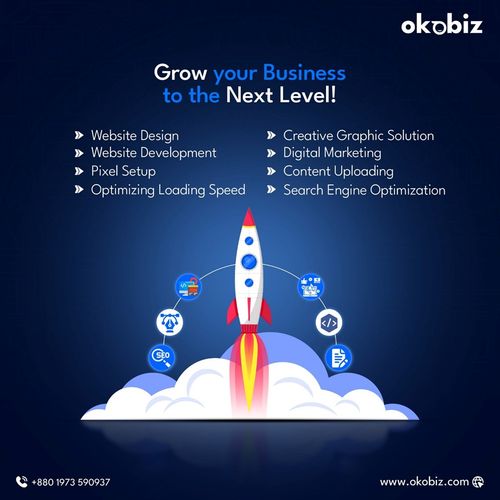 okobiz
Grow your Business
to the Next Level!
Website Design
Website Development
Pixel Setup
Optimizing Loading Speed
Creative Graphic Solution
Digital Marketing
Content Uploading
Search Engine Optimization
SEO
</>
+880 1973 590937
www.okobiz.com